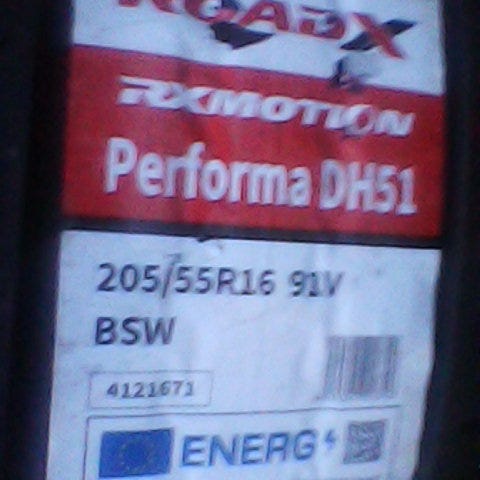 ROADX
RXMOTION
Performa DH51
205/55R16 91V
BSW
4121671
ENERG